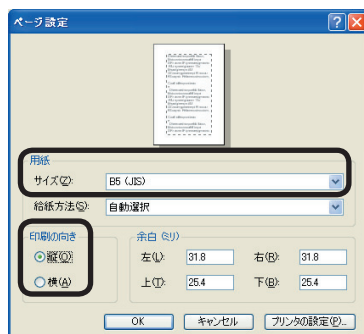 ページ設定
用紙
サイズ(Z): B5 (JIS)
給紙方法(S): 自動選択
印刷の向き
縦(O)
横(A)
余白 (ミリ)
左(L): 31.8 右(R): 31.8
上(T): 25.4 下(B): 25.4
OK キャンセル プリンタの設定(P)...